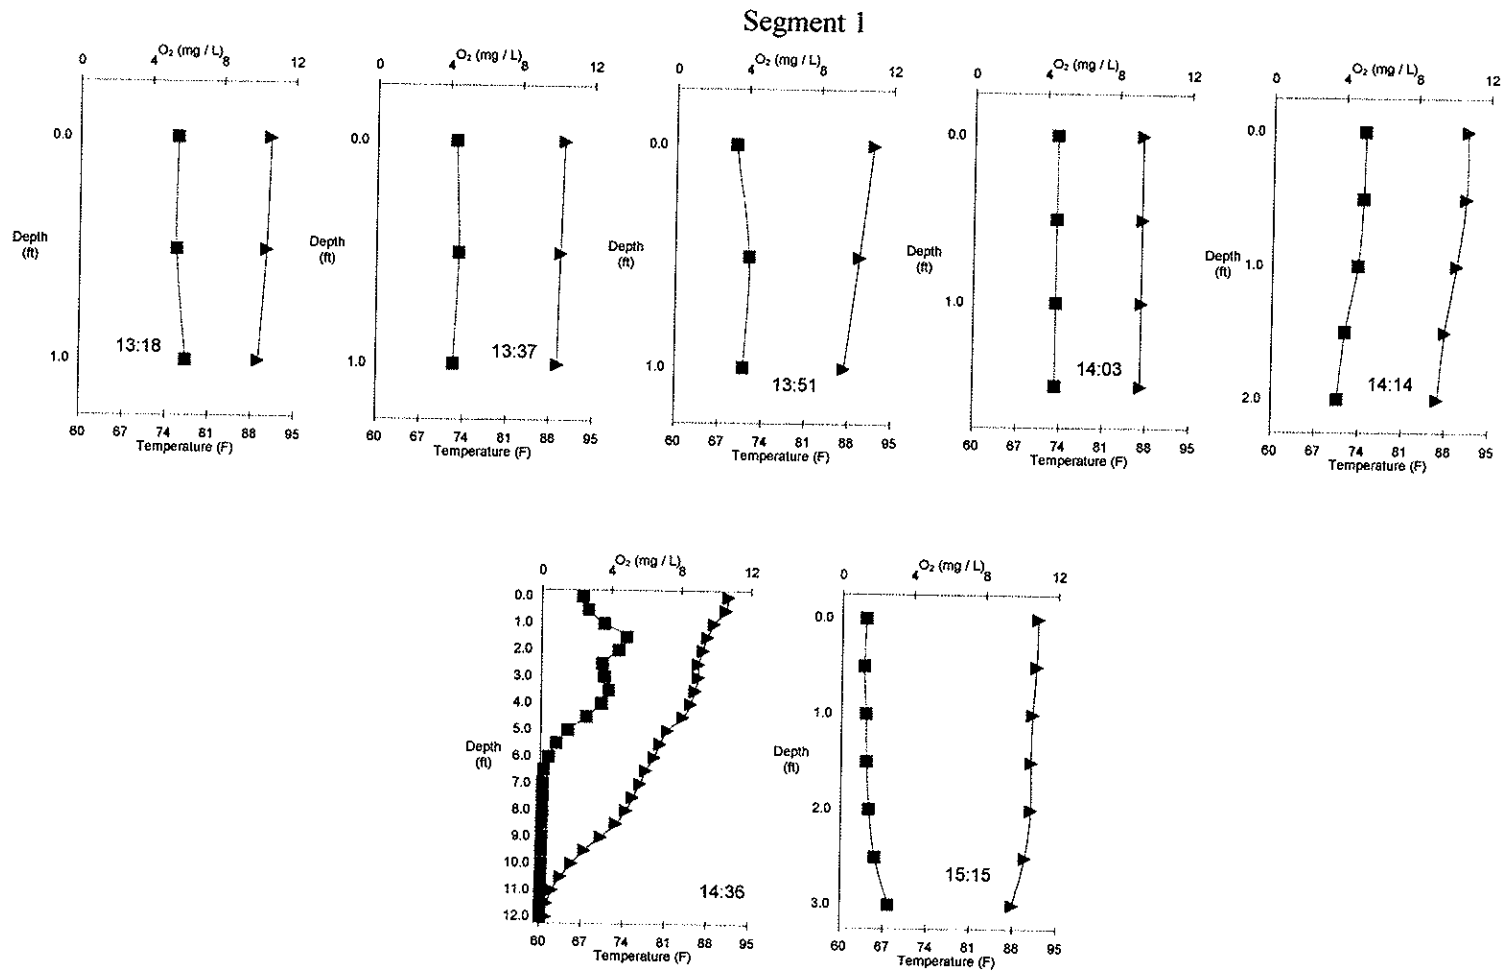 Segment 1
O₂ (mg / L)
0 4 8 12
0.0
Depth
(ft)
1.0
13:18
60 67 74 81 88 95
Temperature (F)
O₂ (mg / L)
0 4 8 12
0.0
Depth
(ft)
1.0
13:37
60 67 74 81 88 95
Temperature (F)
O₂ (mg / L)
0 4 8 12
0.0
Depth
(ft)
1.0
13:51
60 67 74 81 88 95
Temperature (F)
O₂ (mg / L)
0 4 8 12
0.0
Depth
(ft)
1.0
14:03
60 67 74 81 88 95
Temperature (F)
O₂ (mg / L)
0 4 8 12
0.0
Depth
(ft)
1.0
14:14
2.0
60 67 74 81 88 95
Temperature (F)
O₂ (mg / L)
0 4 8 12
0.0
1.0
2.0
3.0
4.0
5.0
Depth
(ft)
6.0
7.0
8.0
9.0
10.0
11.0
14:36
12.0
60 67 74 81 88 95
Temperature (F)
O₂ (mg / L)
0 4 8 12
0.0
1.0
Depth
(ft)
2.0
15:15
3.0
60 67 74 81 88 95
Temperature (F)